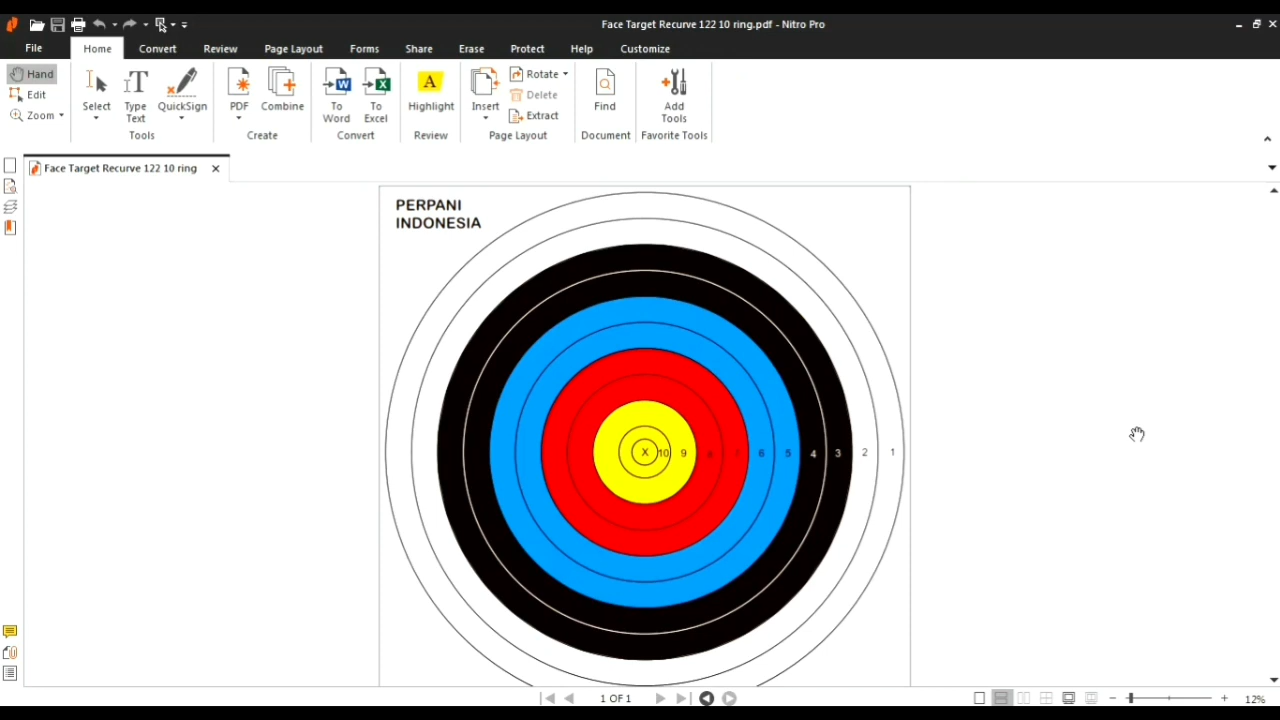 Face Target Recurve 122 10 ring.pdf - Nitro Pro
File Home Convert Review Page Layout Forms Share Erase Protect Help Customize
Hand
Edit
Zoom
Select
Type Text
QuickSign
Tools
PDF
Combine
Create
To Word
To Excel
Convert
A
Highlight
Review
Insert
Rotate
Delete
Extract
Page Layout
Find
Document
Add Tools
Favorite Tools
Face Target Recurve 122 10 ring
PERPANI
INDONESIA
X 10 9 8 7 6 5 4 3 2 1
1 OF 1
12%